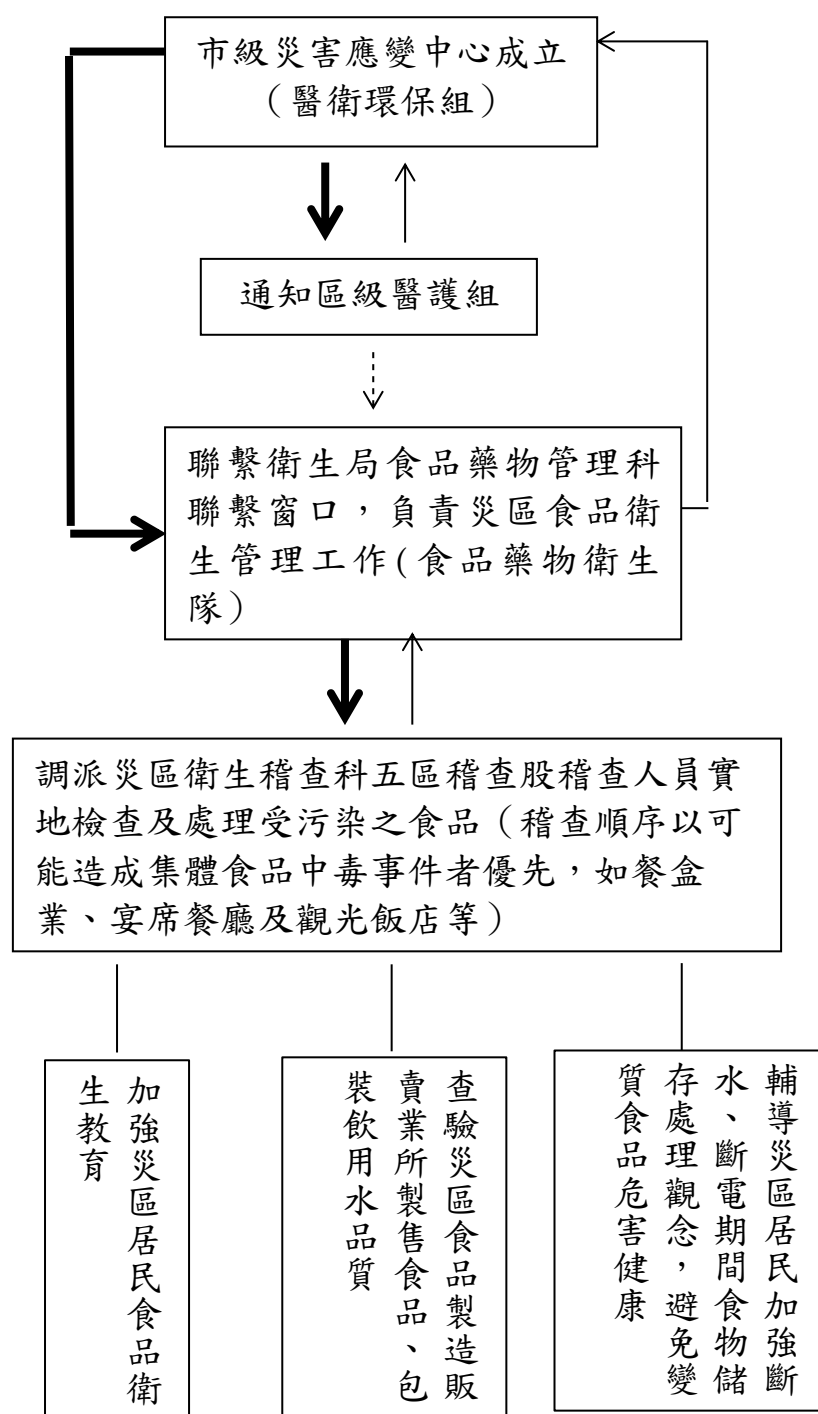 市級災害應變中心成立
（醫衛環保組）
通知區級醫護組
聯繫衛生局食品藥物管理科
聯繫窗口，負責災區食品衛
生管理工作(食品藥物衛生
隊）
調派災區衛生稽查科五區稽查股稽查人員實
地檢查及處理受污染之食品（稽查順序以可
能造成集體食品中毒事件者優先，如餐盒
業、宴席餐廳及觀光飯店等）
加強災區居民食品衛
生教育
查驗災區食品製造販
賣業所製售食品、包
裝飲用水品質
輔導災區居民加強斷
水、斷電期間食物儲
存處理觀念，避免變
質食品危害健康